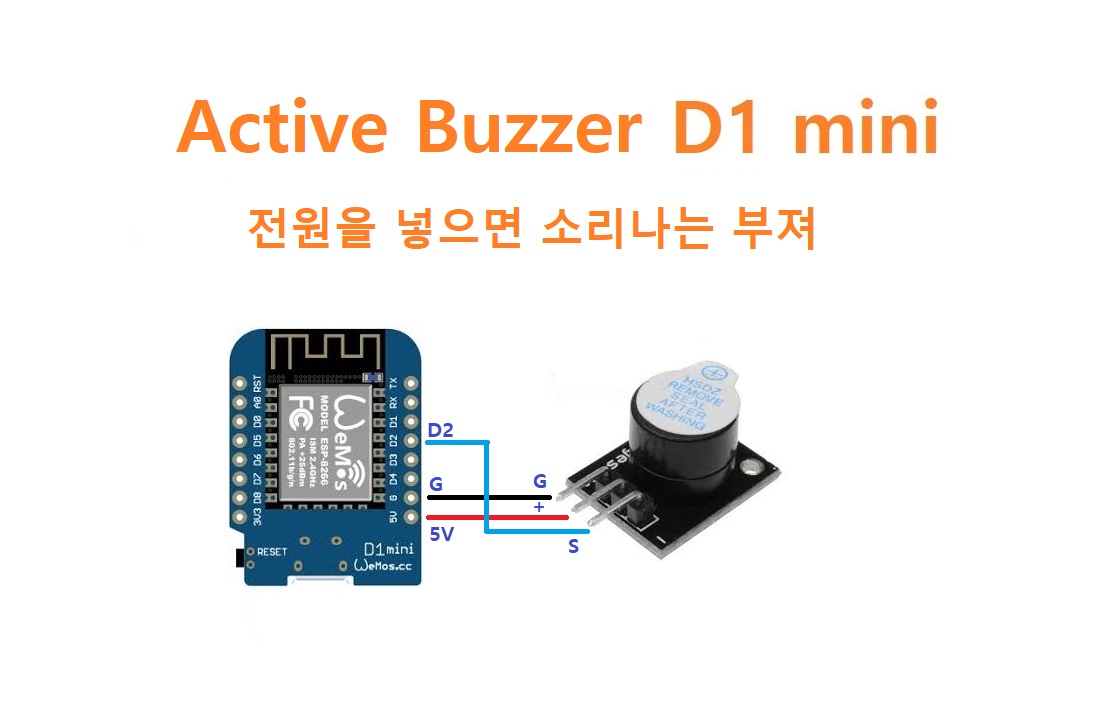 Active Buzzer D1 mini
전원을 넣으면 소리나는 부져
RST
A0
D0
D5
D6
D7
D8
3V3
TX
RX
D1
D2
D3
D4
G
5V
WeMos
MODEL ESP-8266
ISM 2.4GHz
PA +25dBm
802.11b/g/n
FC
RESET
D1mini
WeMos.cc
D2
G
5V
G
+
S
HSDZ
REMOVE
SEAL
AFTER
WASHING
-